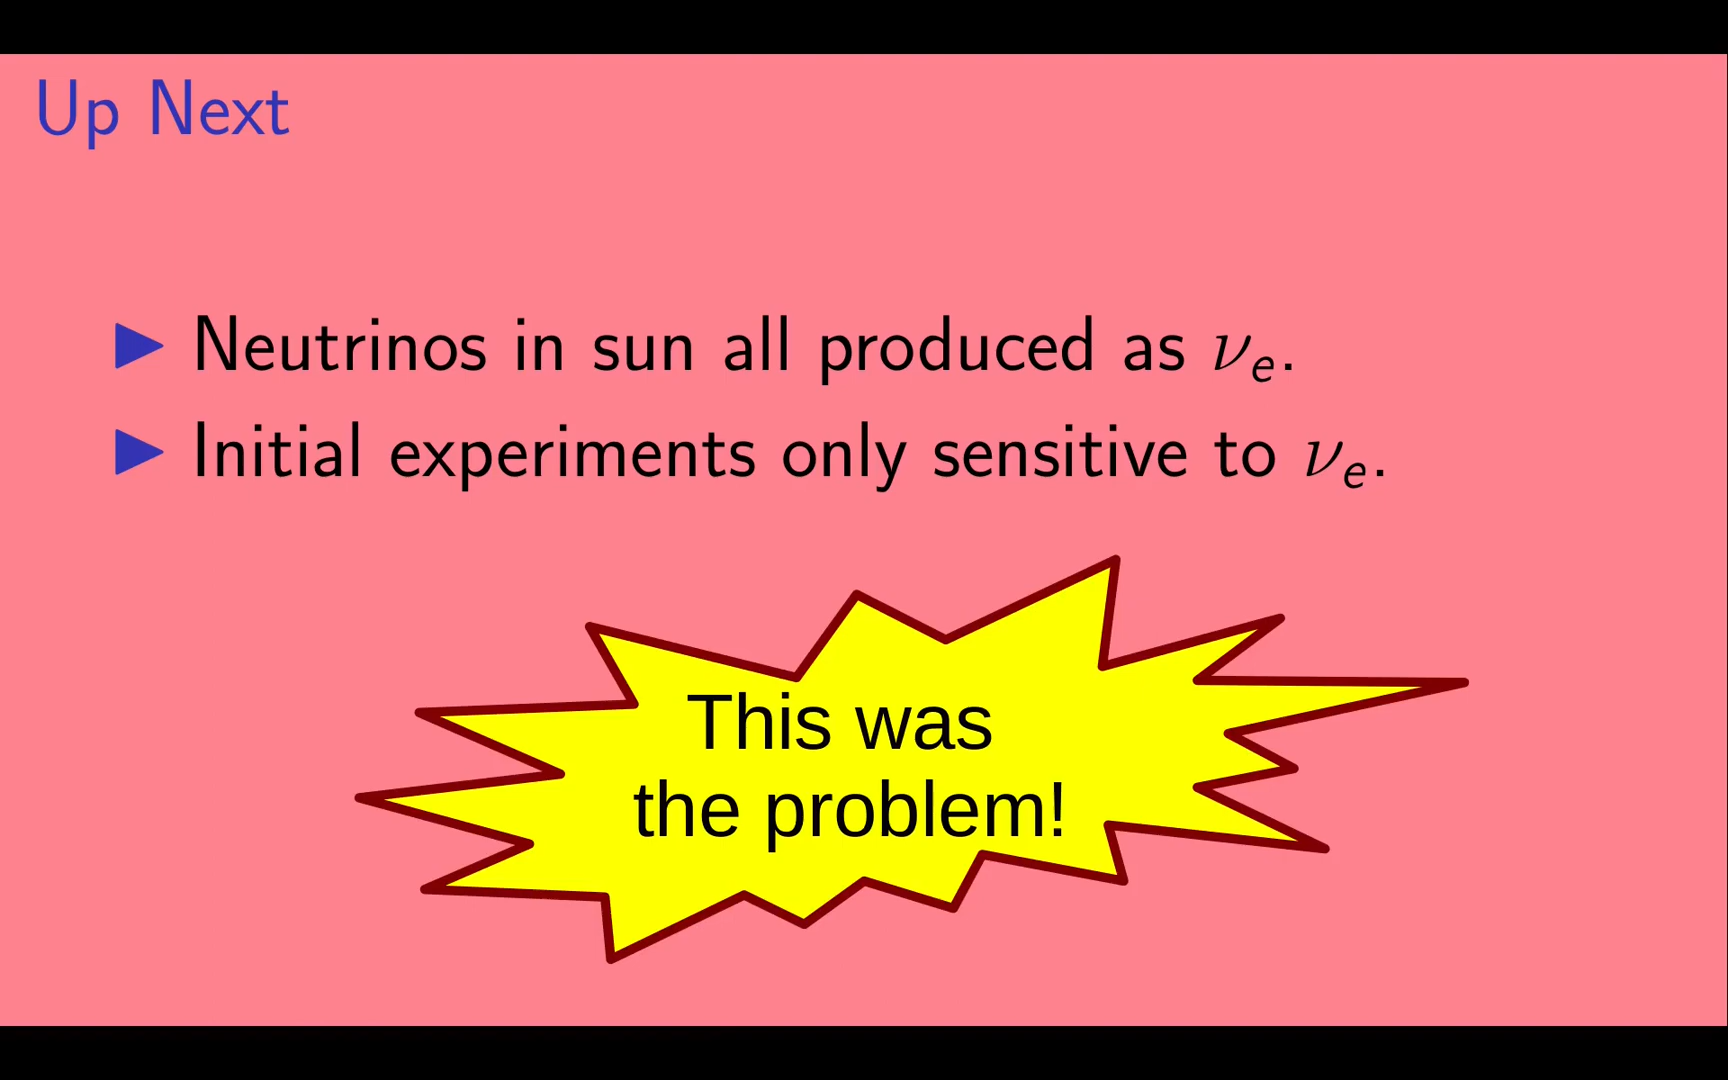 Up Next
Neutrinos in sun all produced as νₑ.
Initial experiments only sensitive to νₑ.
This was
the problem!